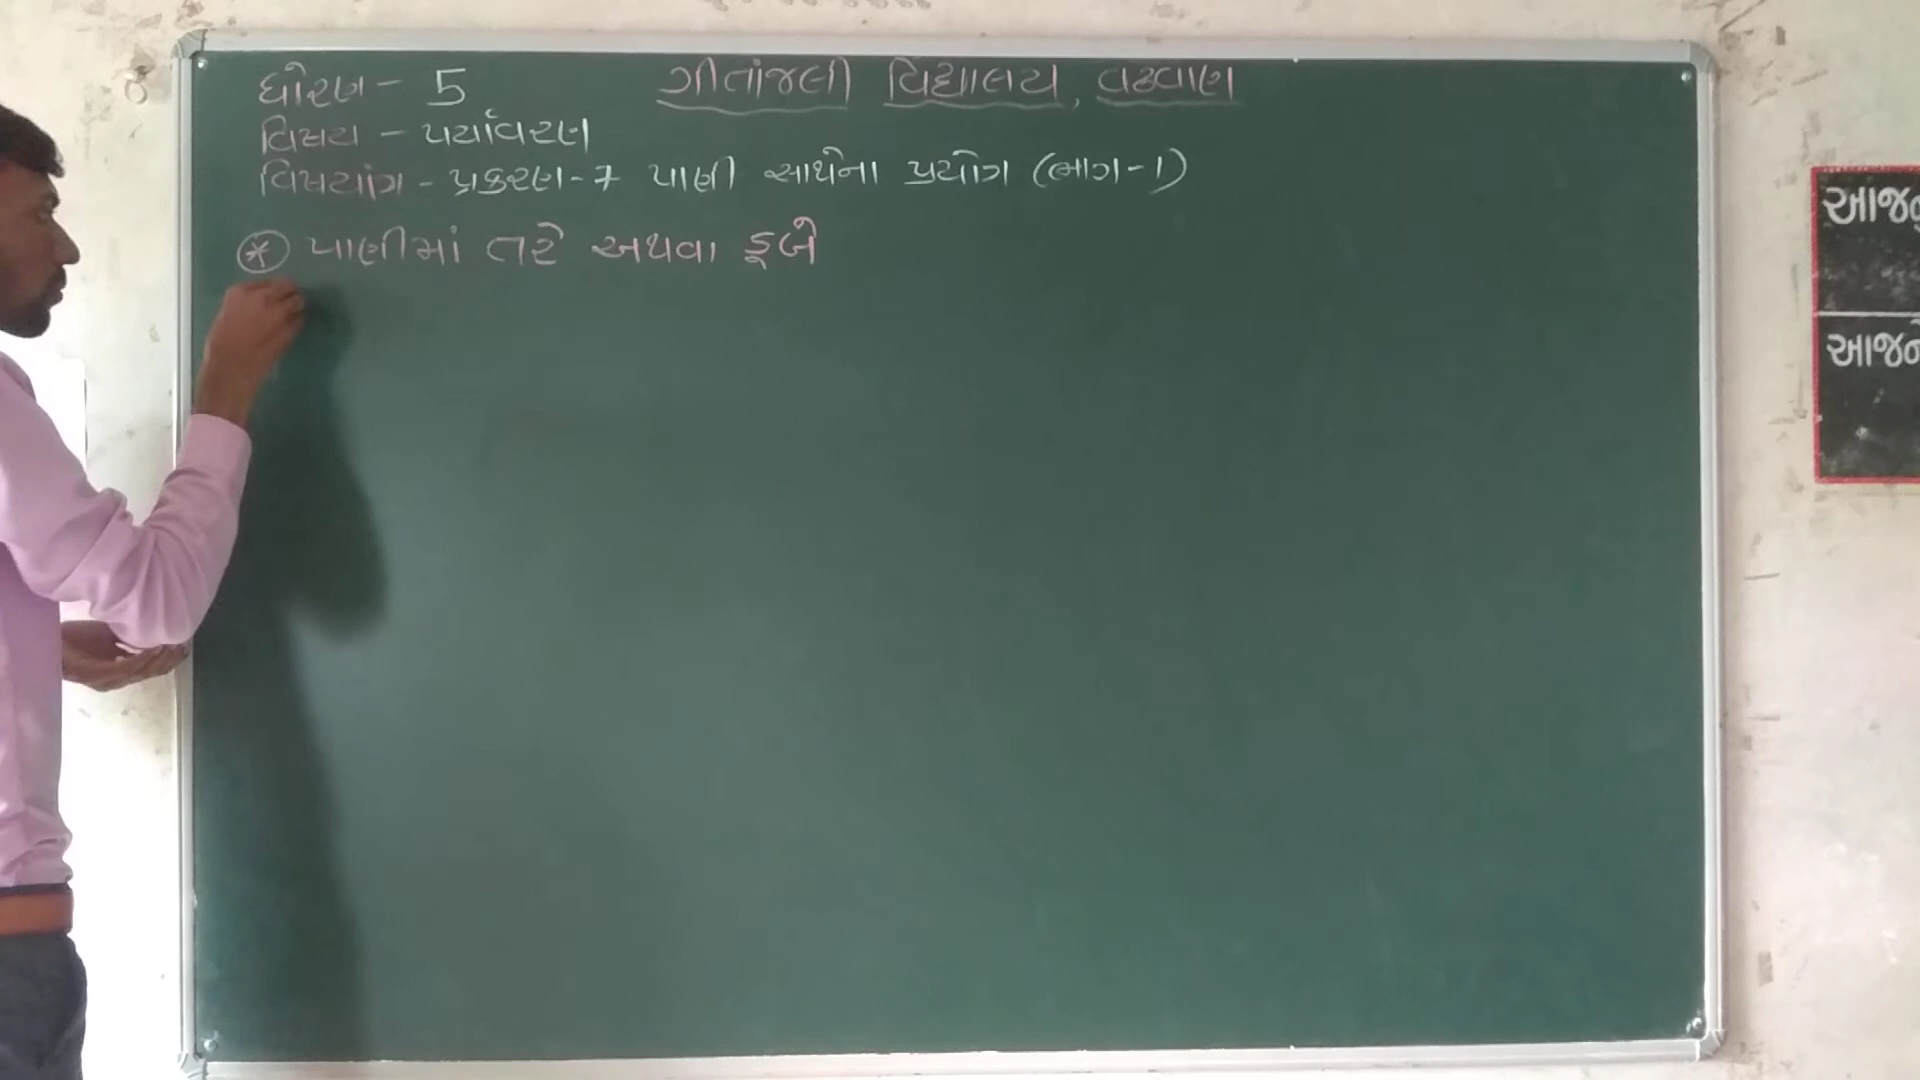 ધોરણ - 5 ગીતાંજલી વિદ્યાલય, વઢવાણ
વિષય - પર્યાવરણ
વિષયાંગ - પ્રકરણ - 7 પાણી સાથેના પ્રયોગ (ભાગ-1)
* પાણીમાં તરે અથવા ડૂબે